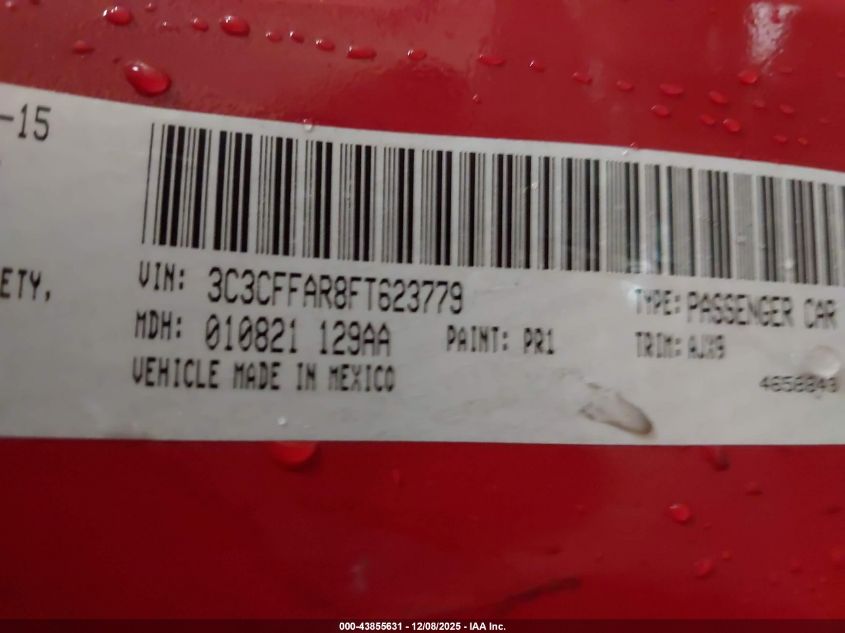 -15
ETY,
VIN: 3C3CFFAR8FT623779 TYPE: PASSENGER CAR
MDH: 010821 129AA PAINT: PR1 TRIM: AJX9
VEHICLE MADE IN MEXICO
000-43855631 - 12/08/2025 - IAA Inc.